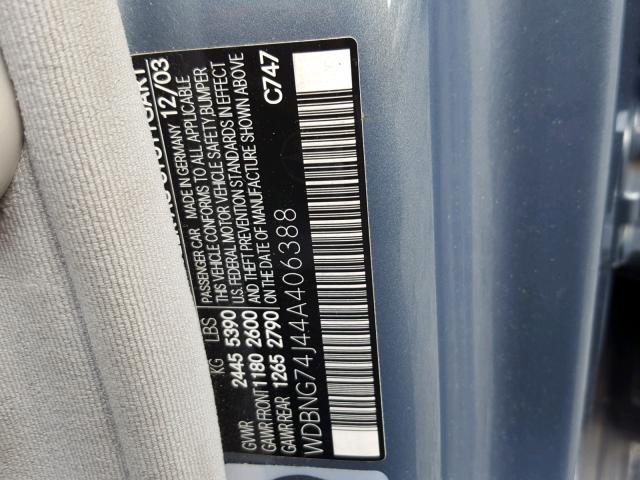 12/03
PASSENGER CAR MADE IN GERMANY
THIS VEHICLE CONFORMS TO ALL APPLICABLE
U.S. FEDERAL MOTOR VEHICLE SAFETY, BUMPER
AND THEFT PREVENTION STANDARDS IN EFFECT
ON THE DATE OF MANUFACTURE SHOWN ABOVE
C747
KG LBS
GVWR 2445 5390
GAWR FRONT 1180 2600
GAWR REAR 1265 2790
WDBNG74J44A406388